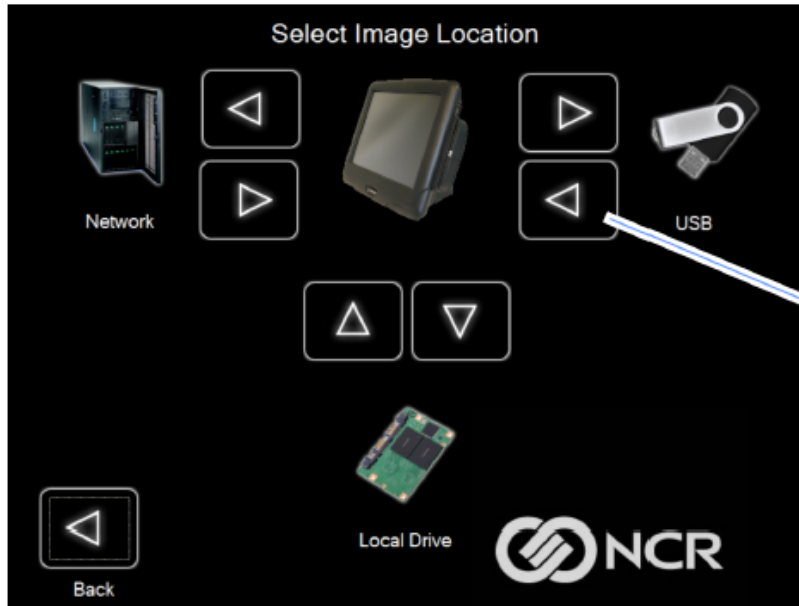 Select Image Location
Network
USB
Local Drive
NCR
Back